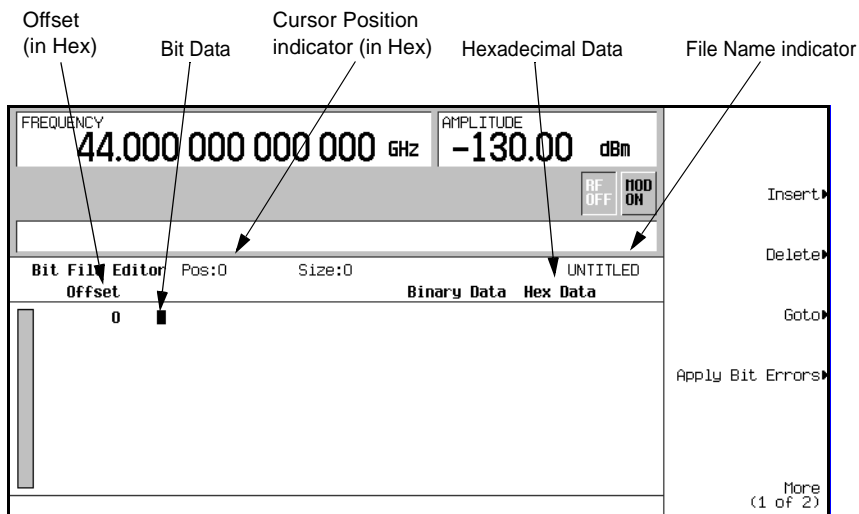 Offset
(in Hex)
Bit Data
Cursor Position
indicator (in Hex)
Hexadecimal Data
File Name indicator
FREQUENCY
44.000 000 000 000 GHz
AMPLITUDE
-130.00 dBm
RF
OFF
MOD
ON
Insert
Delete
Goto
Apply Bit Errors
More
(1 of 2)
Bit File Editor Pos:0 Size:0 UNTITLED
Offset Binary Data Hex Data
0